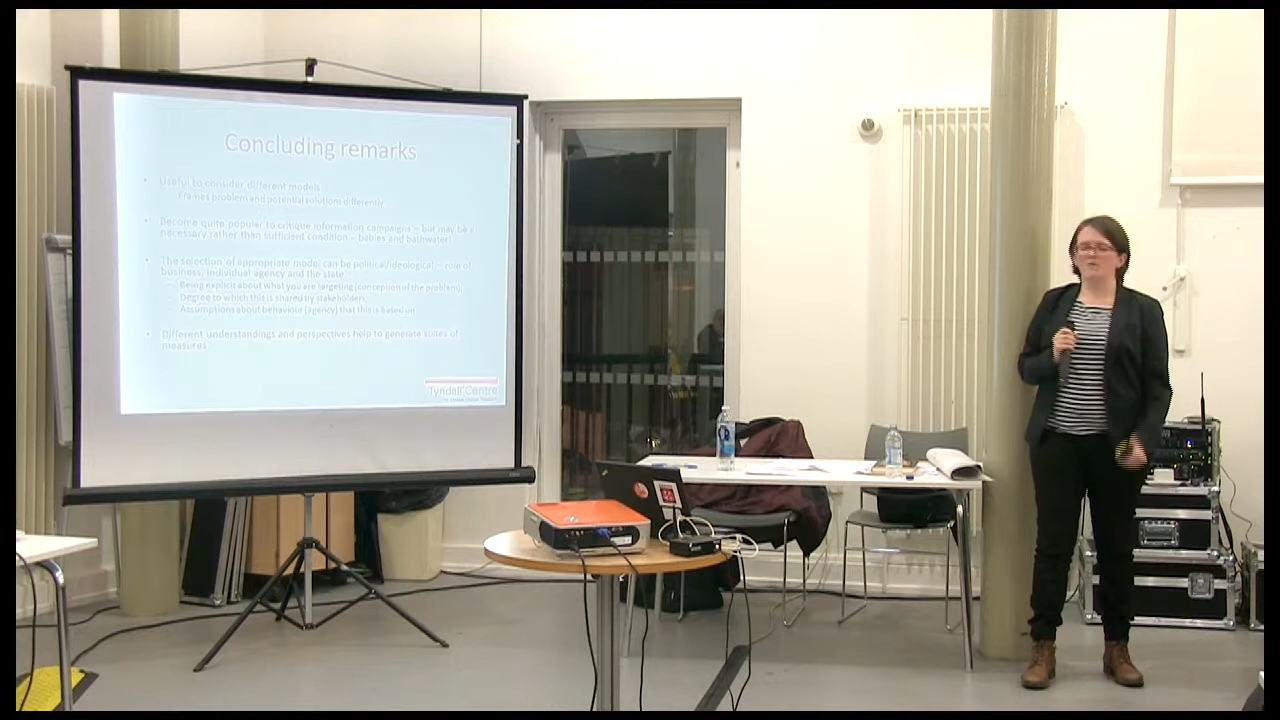 Concluding remarks
• Useful to consider different models
– Frames problem and potential solutions differently
• Become quite popular to critique information campaigns – but may be a
necessary rather than sufficient condition – babies and bathwater!
• The selection of appropriate model can be political/ideological – role of
business, individual agency and the state
– Being explicit about what you are targeting (conception of the problem),
– Degree to which this is shared by stakeholders,
– Assumptions about behaviour (agency) that this is based on
• Different understandings and perspectives help to generate suites of
measures
Tyndall°Centre
for Climate Change Research